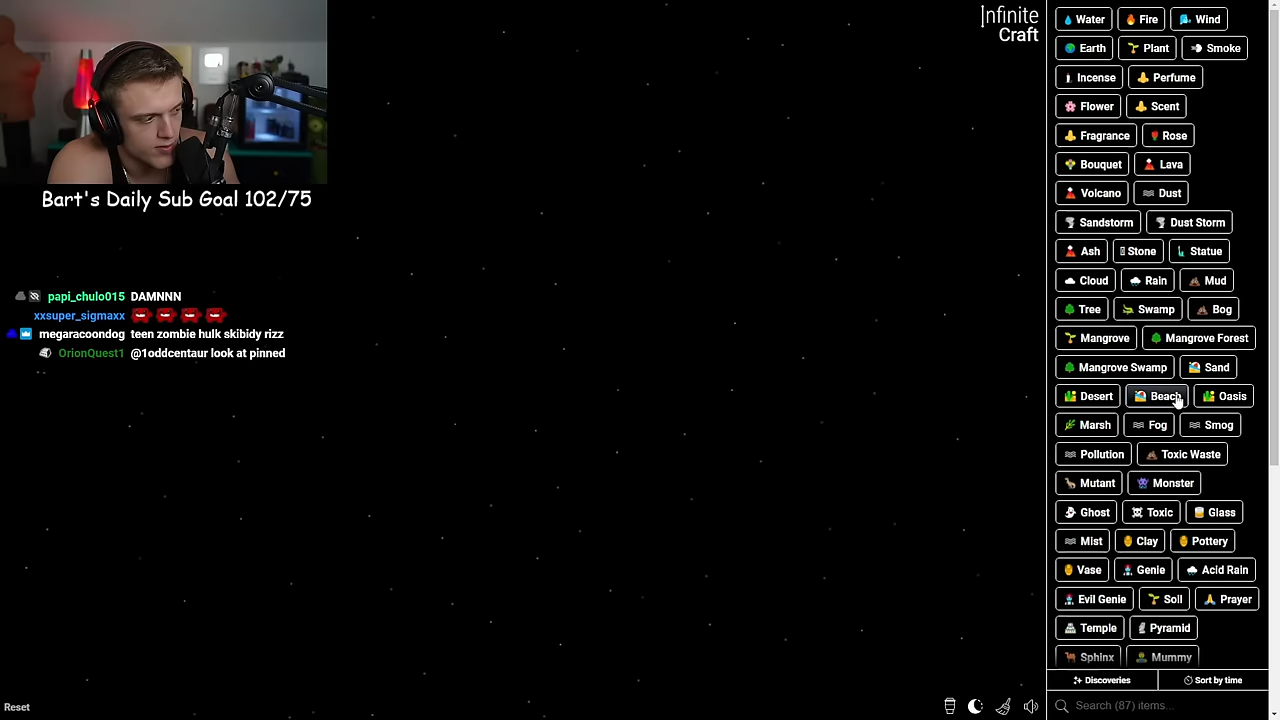 Infinite
Craft
Bart's Daily Sub Goal 102/75
papi_chulo015 DAMNNN
xxsuper_sigmaxx
megaracoondog teen zombie hulk skibidy rizz
OrionQuest1 @1oddcentaur look at pinned
Reset
Water Fire Wind
Earth Plant Smoke
Incense Perfume
Flower Scent
Fragrance Rose
Bouquet Lava
Volcano Dust
Sandstorm Dust Storm
Ash Stone Statue
Cloud Rain Mud
Tree Swamp Bog
Mangrove Mangrove Forest
Mangrove Swamp Sand
Desert Beach Oasis
Marsh Fog Smog
Pollution Toxic Waste
Mutant Monster
Ghost Toxic Glass
Mist Clay Pottery
Vase Genie Acid Rain
Evil Genie Soil Prayer
Temple Pyramid
Sphinx Mummy
Discoveries Sort by time
Search (87) items...